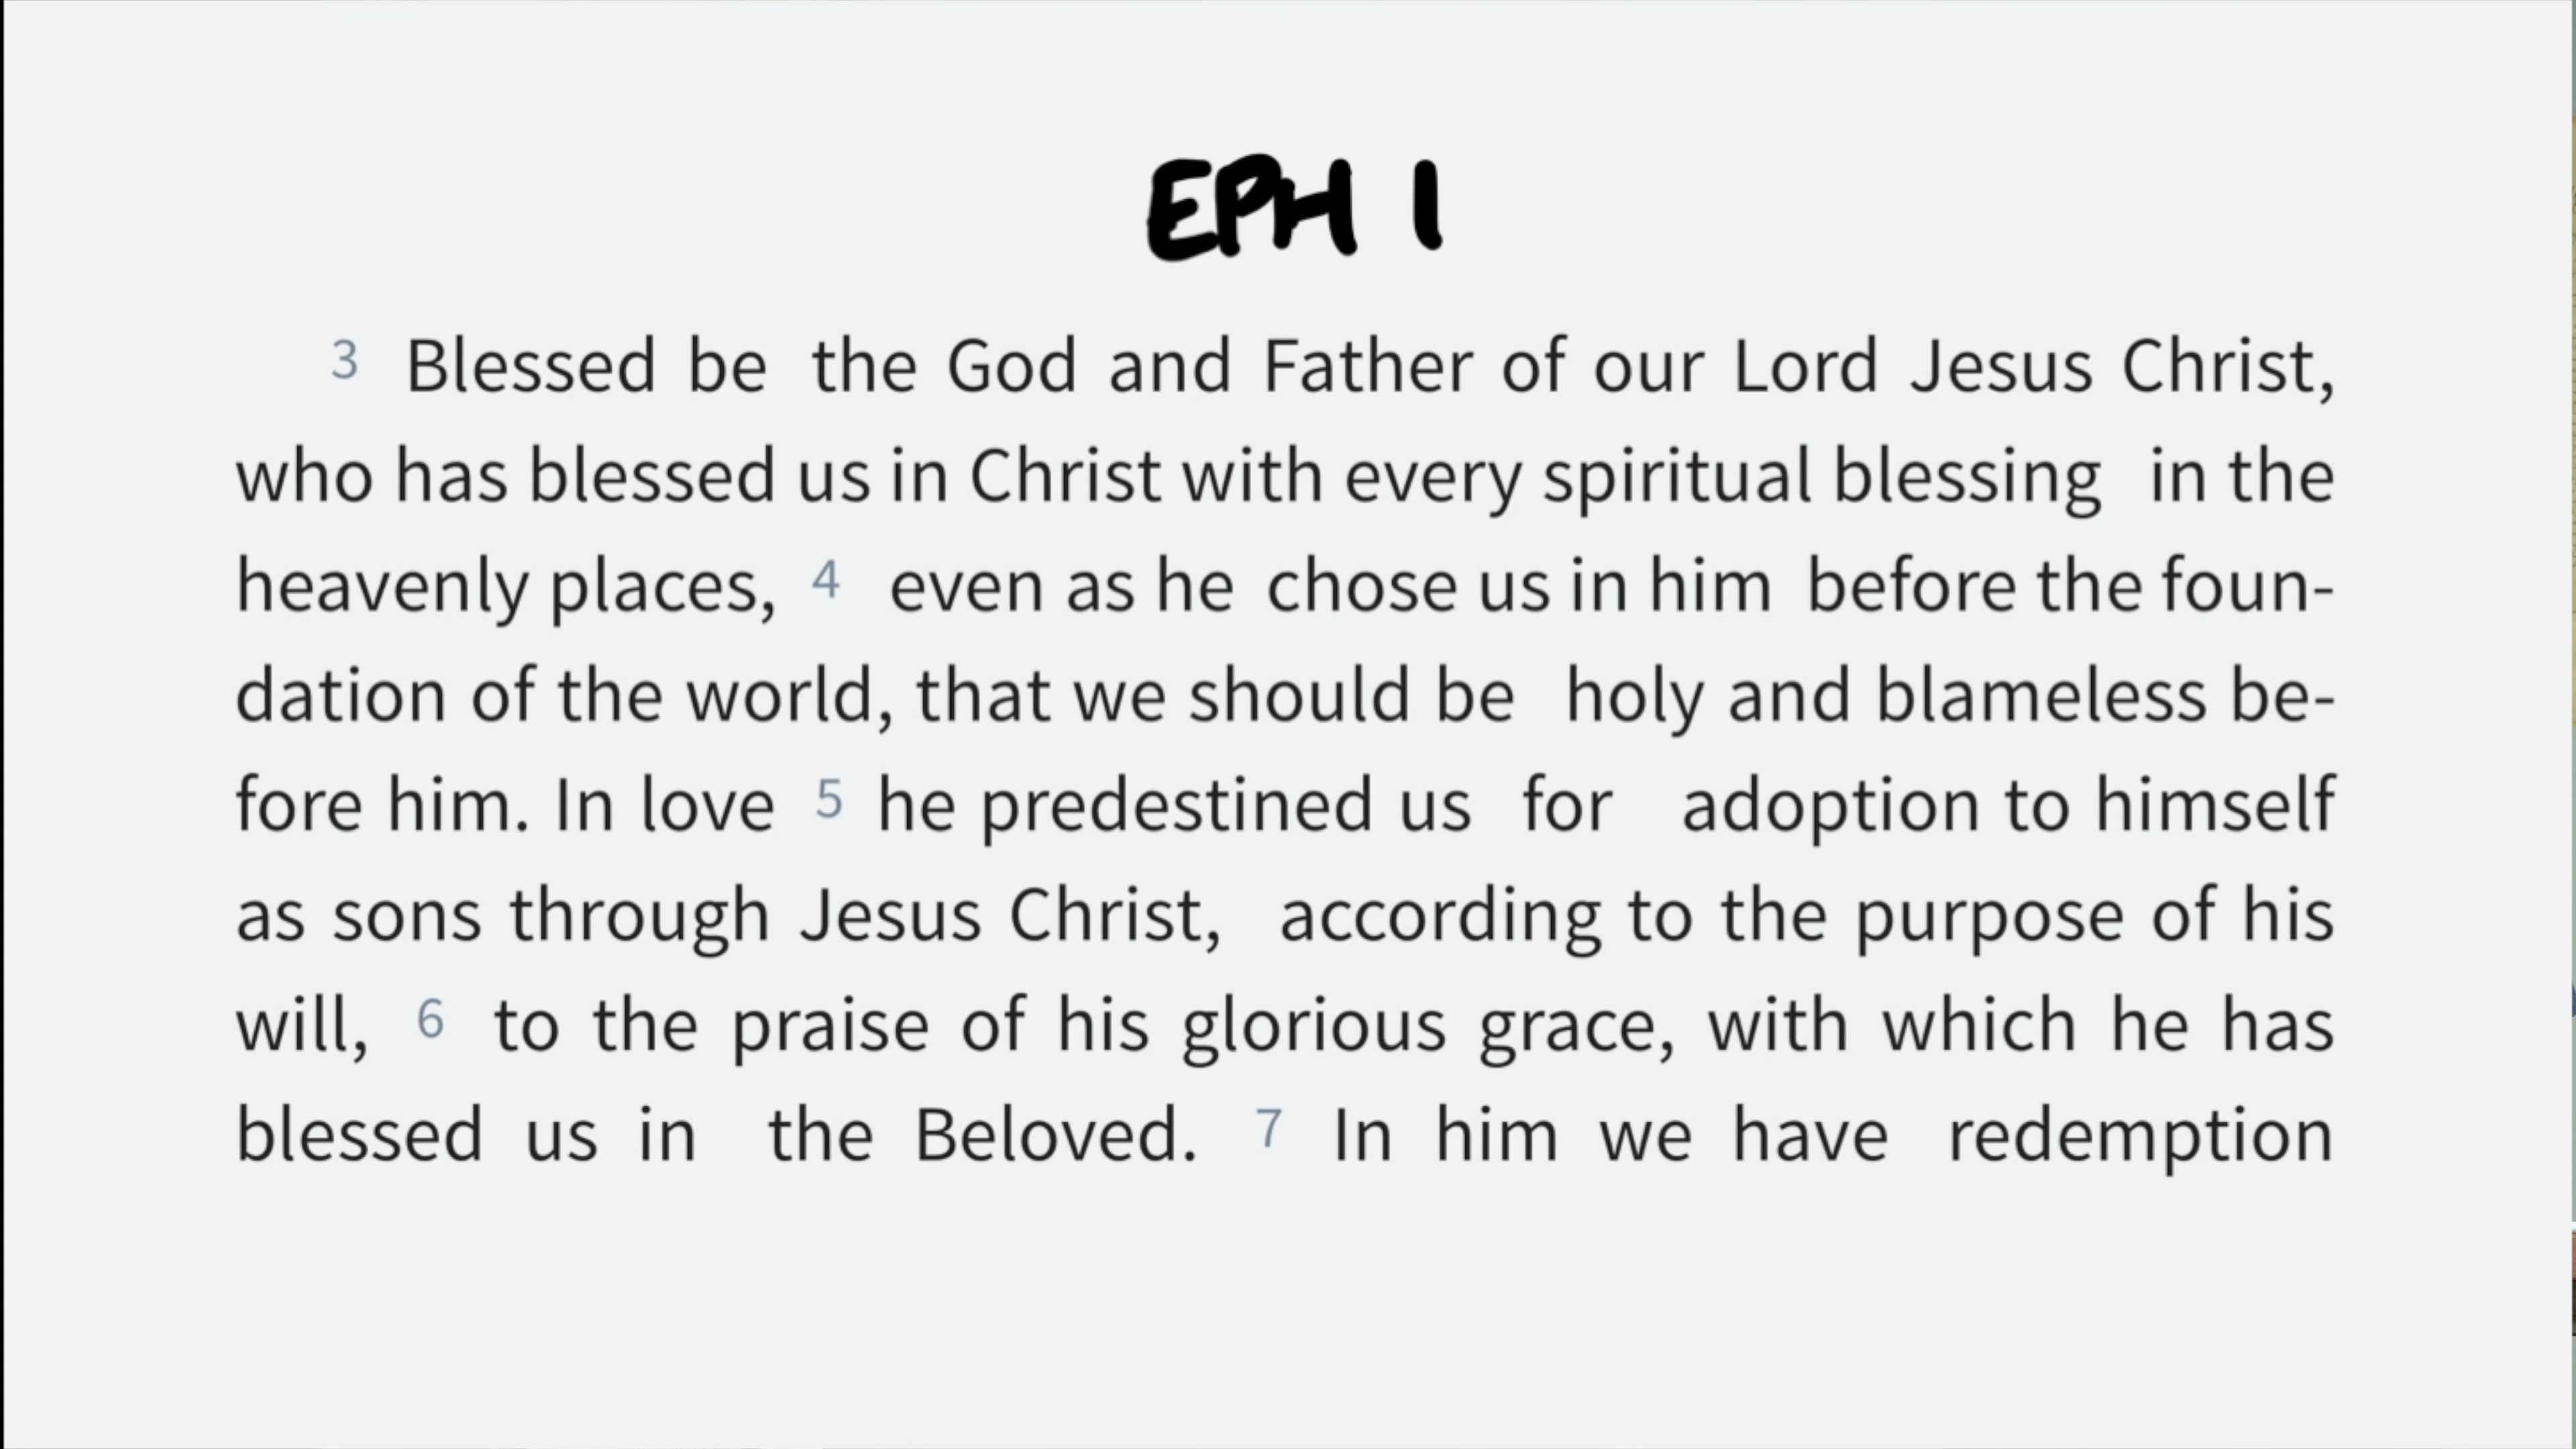 EPH 1
3 Blessed be the God and Father of our Lord Jesus Christ,
who has blessed us in Christ with every spiritual blessing in the
heavenly places, 4 even as he chose us in him before the foun-
dation of the world, that we should be holy and blameless be-
fore him. In love 5 he predestined us for adoption to himself
as sons through Jesus Christ, according to the purpose of his
will, 6 to the praise of his glorious grace, with which he has
blessed us in the Beloved. 7 In him we have redemption